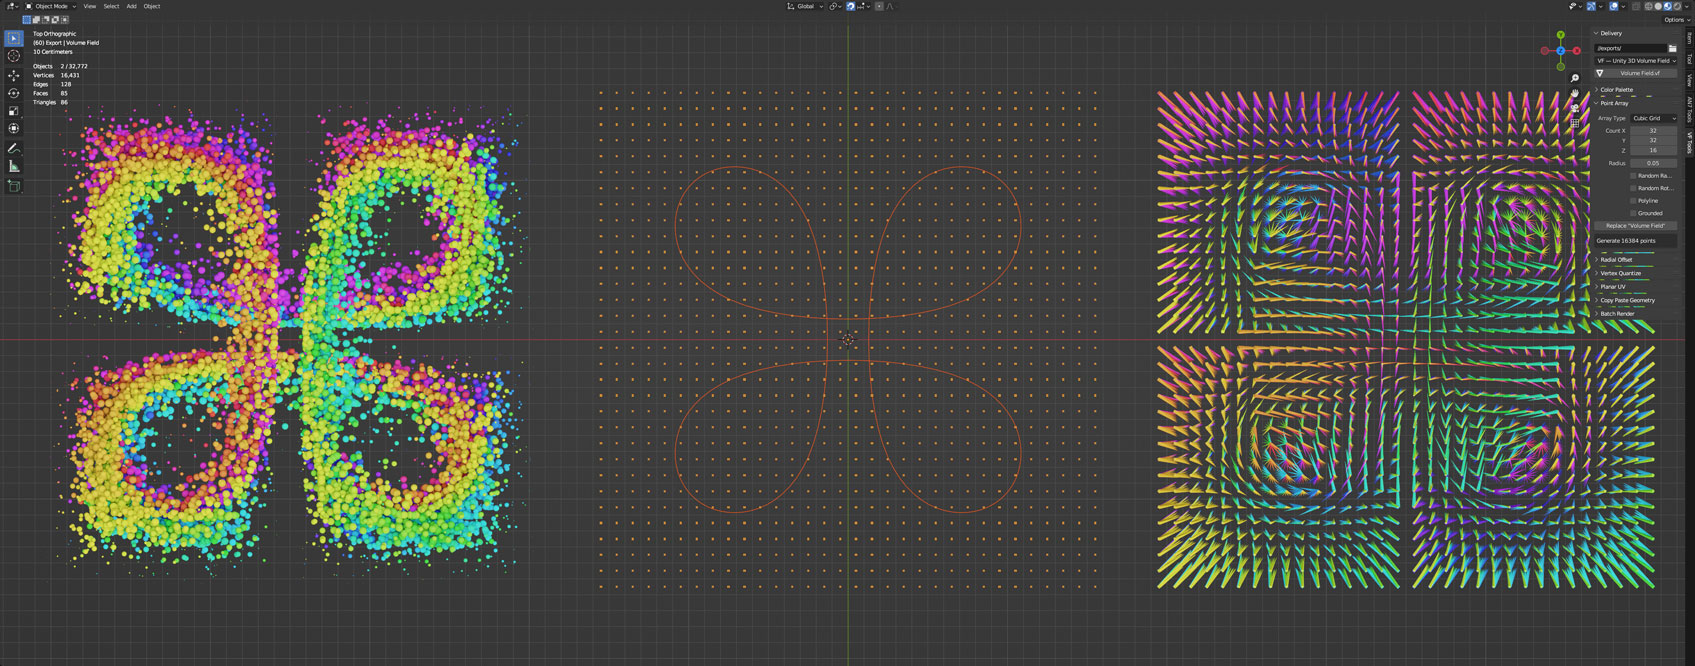 Object Mode
View
Select
Add
Object
Global
Options
Top Orthographic
(60) Export | Volume Field
10 Centimeters
Objects 2 / 32,772
Vertices 16,431
Edges 128
Faces 85
Triangles 86
Y
Z
X
Delivery
//exports/
VF — Unity 3D Volume Field
Volume Field.vf
Color Palette
Point Array
Array Type Cubic Grid
Count X 32
Y 32
Z 16
Radius 0.05
Random Ra...
Random Rot...
Polyline
Grounded
Replace "Volume Field"
Generate 16384 points
Radial Offset
Vertex Quantize
Planar UV
Copy Paste Geometry
Batch Render
Item
Tool
View
ANT Tools
VF Tools